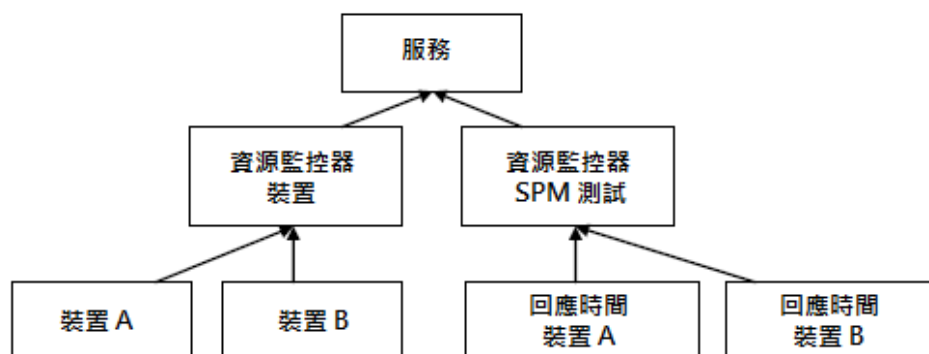 服務
資源監控器
裝置
資源監控器
SPM 測試
裝置 A
裝置 B
回應時間
裝置 A
回應時間
裝置 B